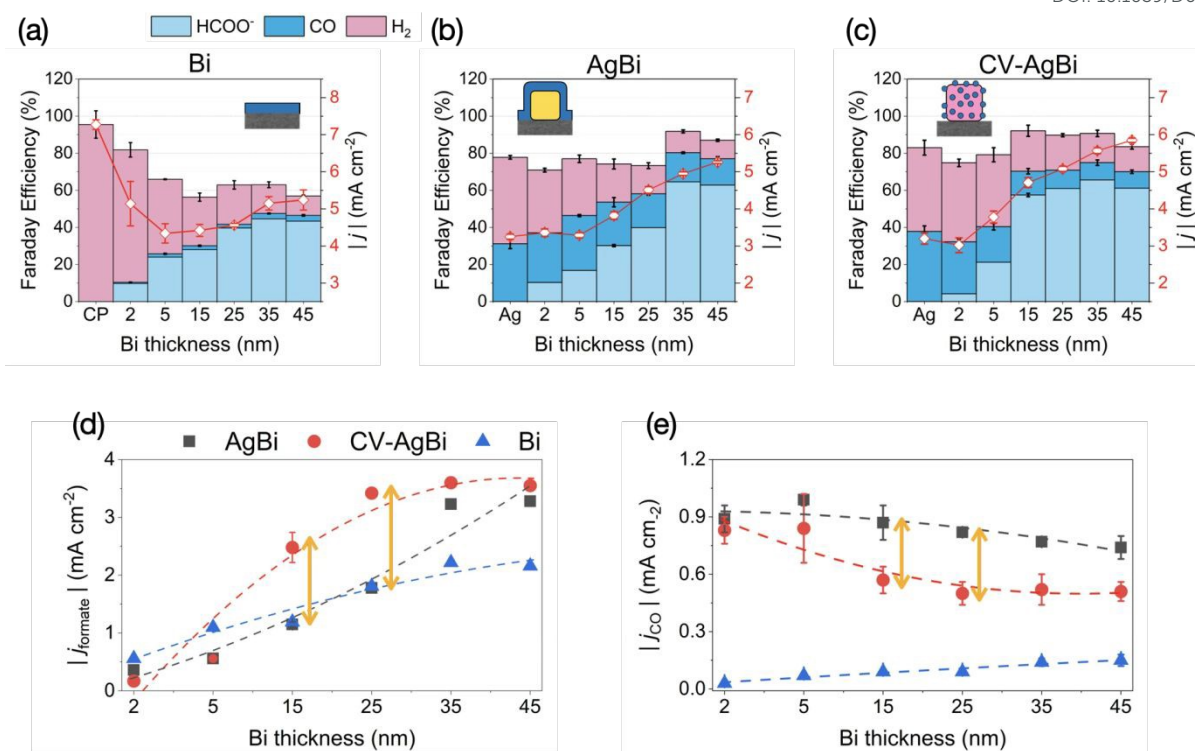 HCOO⁻ CO H₂
(a)
Bi
Faraday Efficiency (%)
120
100
80
60
40
20
0
CP 2 5 15 25 35 45
Bi thickness (nm)
8
7
6
5
4
3
| j | (mA cm⁻²)
(b)
AgBi
Faraday Efficiency (%)
120
100
80
60
40
20
0
Ag 2 5 15 25 35 45
Bi thickness (nm)
7
6
5
4
3
2
| j | (mA cm⁻²)
(c)
CV-AgBi
Faraday Efficiency (%)
120
100
80
60
40
20
0
Ag 2 5 15 25 35 45
Bi thickness (nm)
7
6
5
4
3
2
| j | (mA cm⁻²)
(d)
AgBi CV-AgBi Bi
| j formate | (mA cm⁻²)
4
3
2
1
0
2 5 15 25 35 45
Bi thickness (nm)
(e)
| j CO | (mA cm₋₂)
1.2
0.9
0.6
0.3
0.0
2 5 15 25 35 45
Bi thickness (nm)